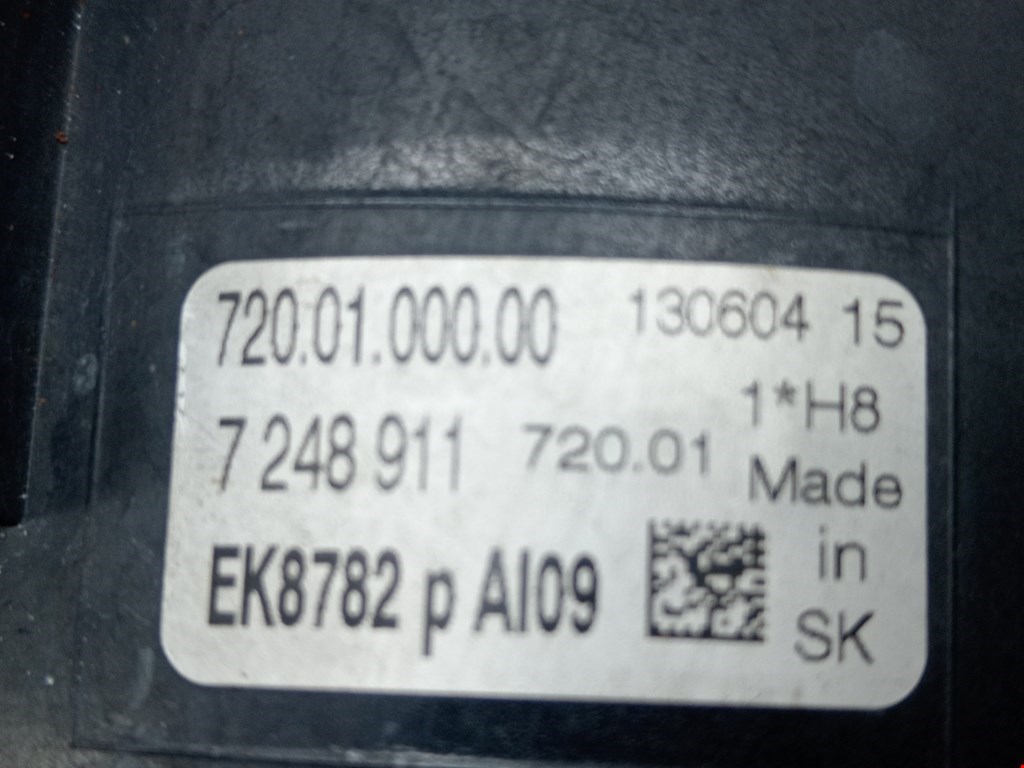 720.01.000.00 130604 15
7 248 911 720.01 1*H8
Made
EK8782 p AI09 in
SK